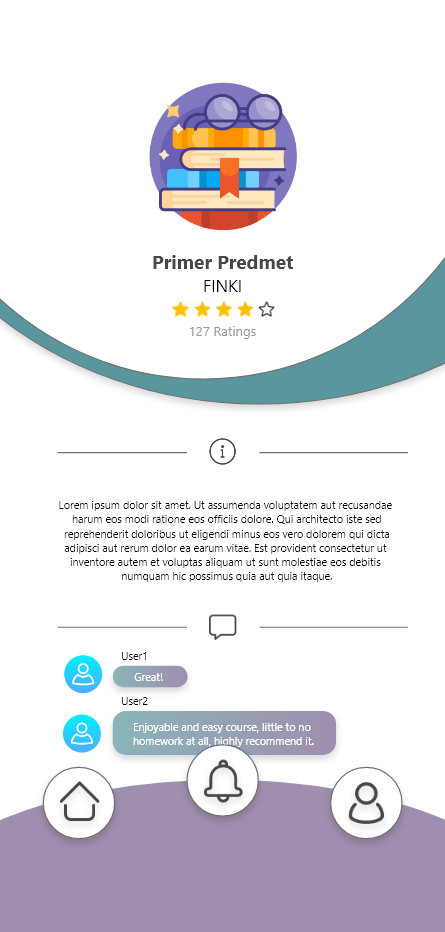 Primer Predmet
FINKI
127 Ratings
Lorem ipsum dolor sit amet. Ut assumenda voluptatem aut recusandae
harum eos modi ratione eos officiis dolore. Qui architecto iste sed
reprehenderit doloribus ut eligendi minus eos vero dolorem qui dicta
adipisci aut rerum dolor ea earum vitae. Est provident consectetur ut
inventore autem et voluptas aliquam ut sunt molestiae eos debitis
numquam hic possimus quia aut quia itaque.
User1
Great!
User2
Enjoyable and easy course, little to no
homework at all, highly recommend it.